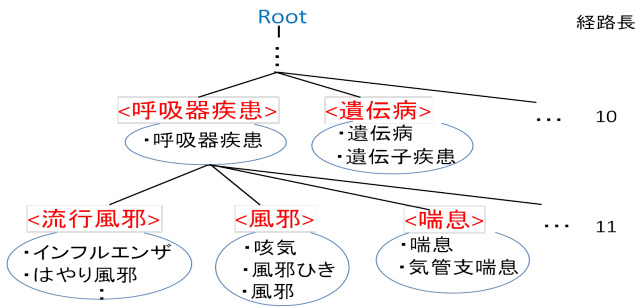 Root
経路長
<呼吸器疾患>
<遺伝病>
・呼吸器疾患
・遺伝病
・遺伝子疾患
… 10
<流行風邪>
<風邪>
<喘息>
… 11
・インフルエンザ
・はやり風邪
・咳気
・風邪ひき
・風邪
・喘息
・気管支喘息